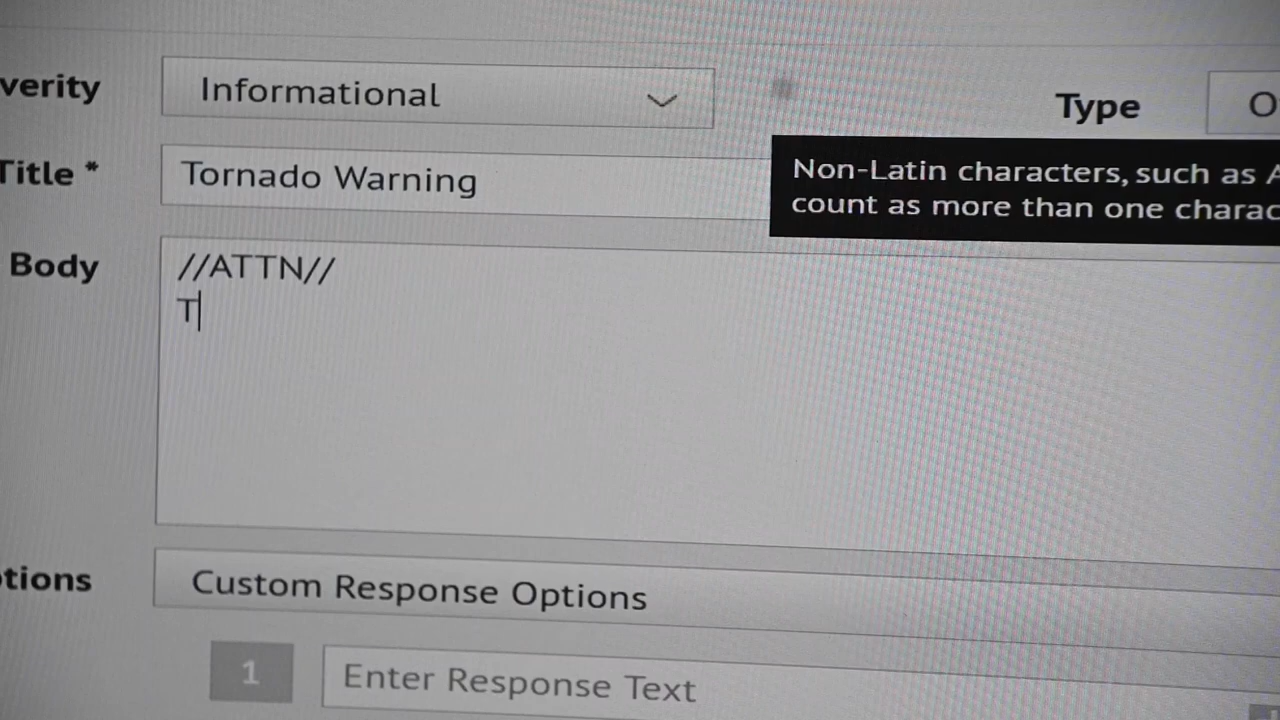 verity
Informational
Type
Title *
Tornado Warning
Non-Latin characters, such as
count as more than one charac
Body
//ATTN//
T
tions
Custom Response Options
1
Enter Response Text